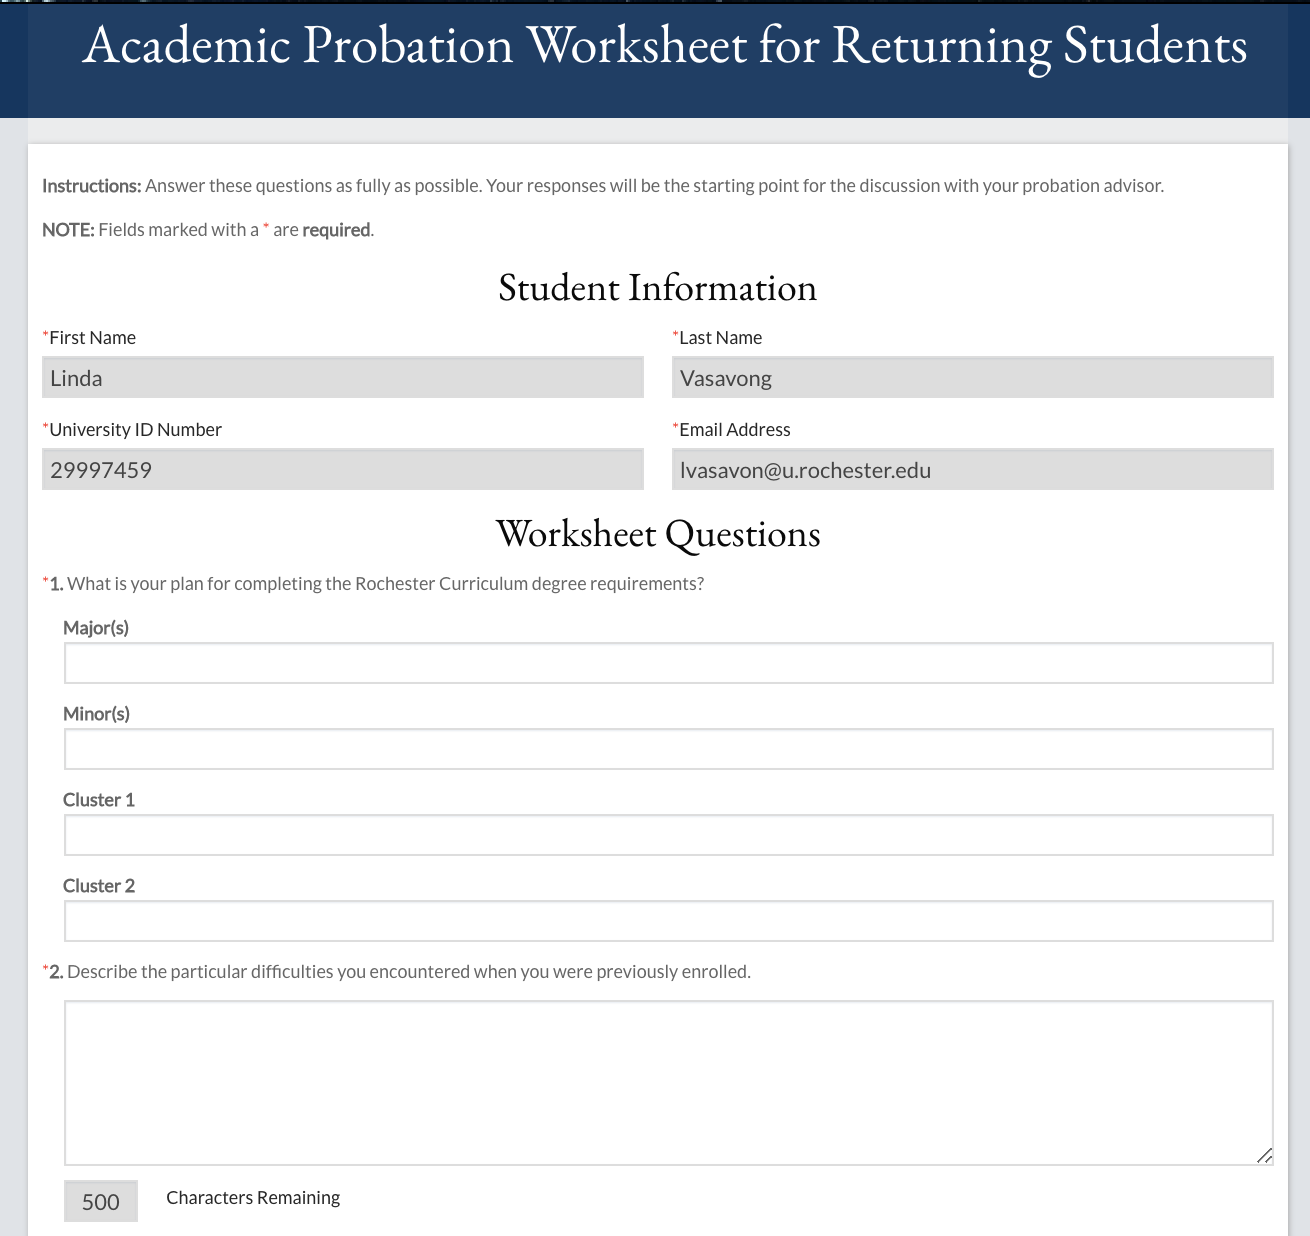 Academic Probation Worksheet for Returning Students
Instructions: Answer these questions as fully as possible. Your responses will be the starting point for the discussion with your probation advisor.
NOTE: Fields marked with a * are required.
Student Information
*First Name
Linda
*Last Name
Vasavong
*University ID Number
29997459
*Email Address
lvasavon@u.rochester.edu
Worksheet Questions
*1. What is your plan for completing the Rochester Curriculum degree requirements?
Major(s)
Minor(s)
Cluster 1
Cluster 2
*2. Describe the particular difficulties you encountered when you were previously enrolled.
500 Characters Remaining